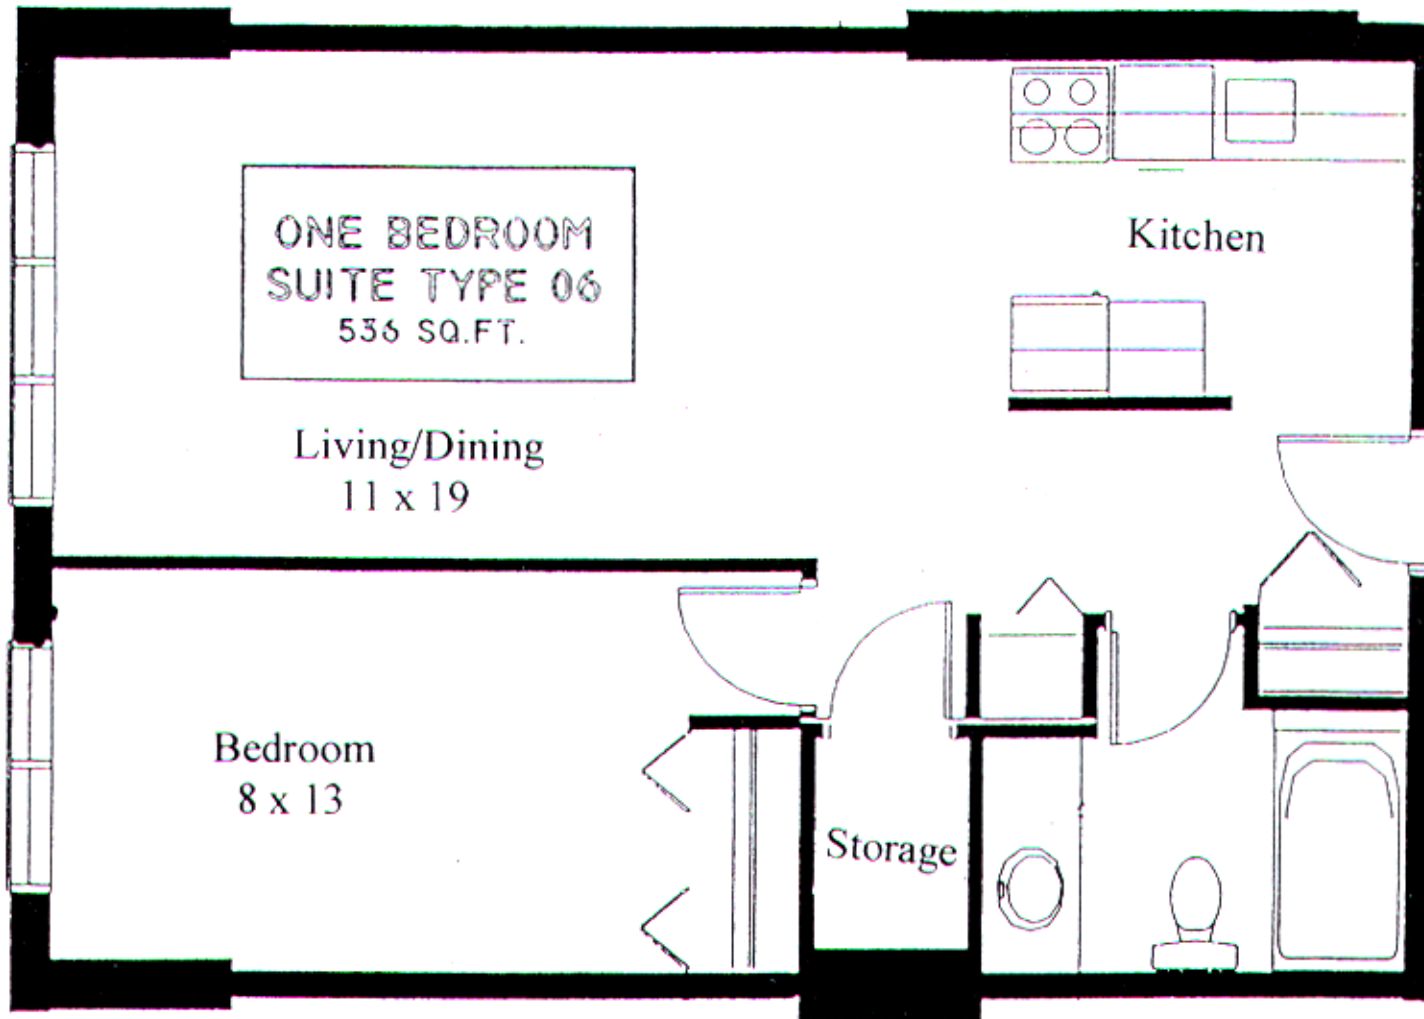 ONE BEDROOM
SUITE TYPE 06
536 SQ.FT.
Kitchen
Living/Dining
11 x 19
Bedroom
8 x 13
Storage